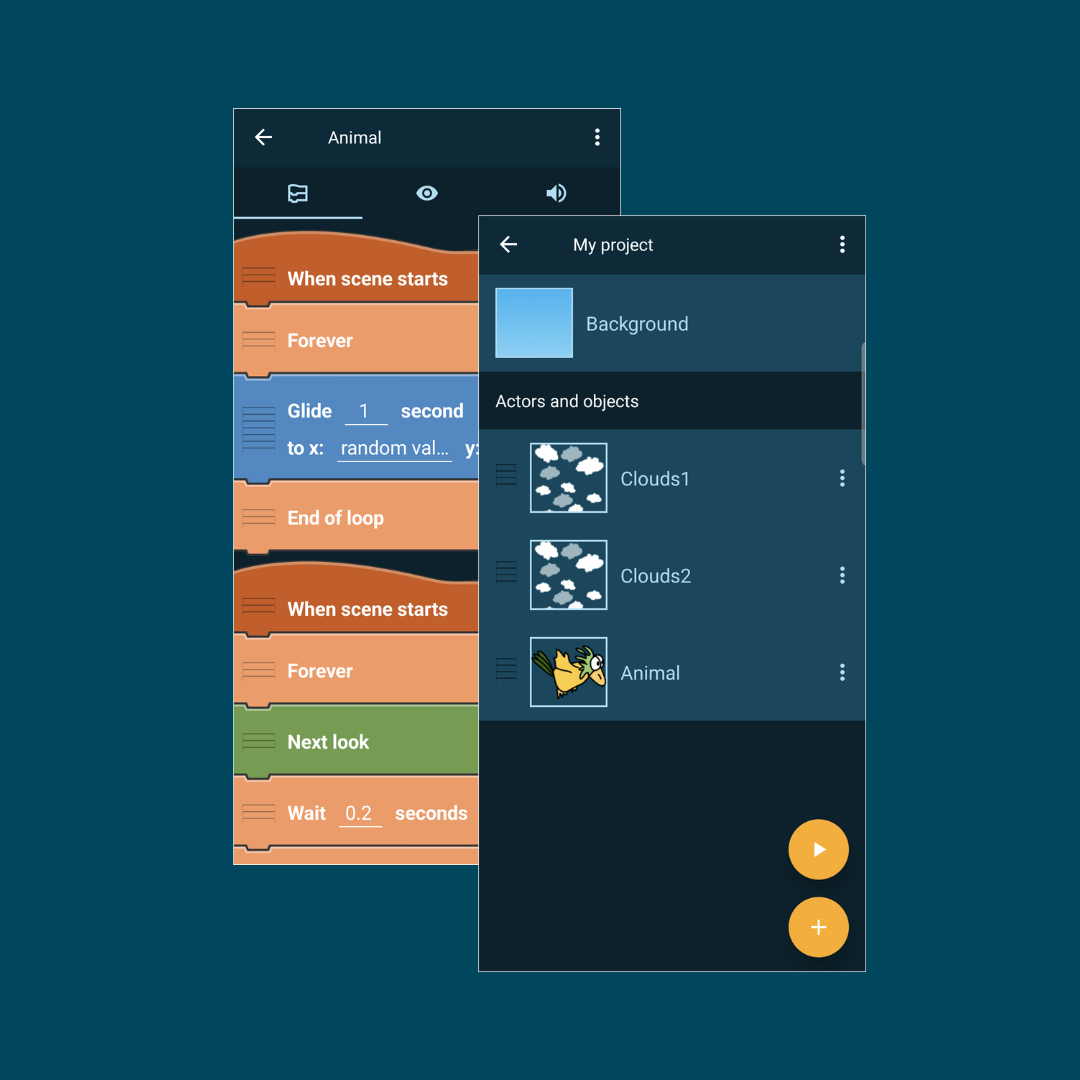 Animal
When scene starts
Forever
Glide 1 second
to x: random val... y:
End of loop
When scene starts
Forever
Next look
Wait 0.2 seconds
My project
Background
Actors and objects
Clouds1
Clouds2
Animal